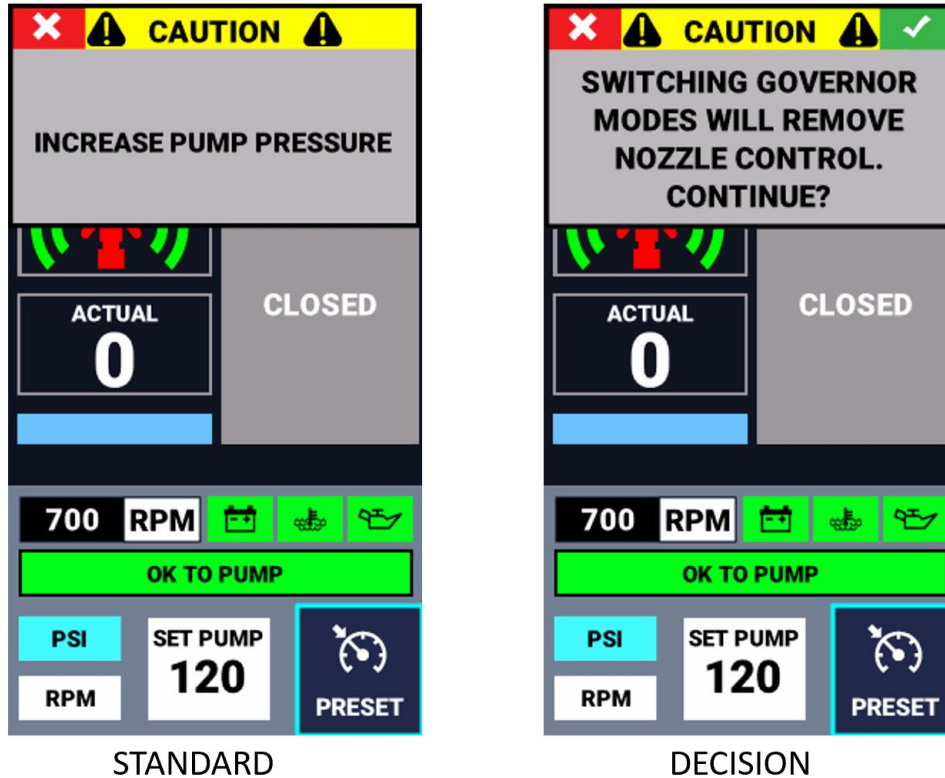 CAUTION
INCREASE PUMP PRESSURE
ACTUAL
0
CLOSED
700 RPM
OK TO PUMP
PSI
RPM
SET PUMP
120
PRESET
STANDARD
CAUTION
SWITCHING GOVERNOR
MODES WILL REMOVE
NOZZLE CONTROL.
CONTINUE?
ACTUAL
0
CLOSED
700 RPM
OK TO PUMP
PSI
RPM
SET PUMP
120
PRESET
DECISION